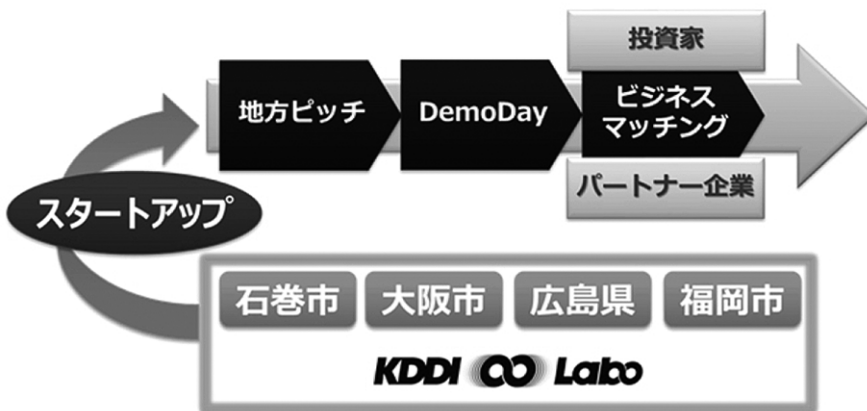 投資家
地方ピッチ
DemoDay
ビジネス
マッチング
パートナー企業
スタートアップ
石巻市
大阪市
広島県
福岡市
KDDI ∞ Labo